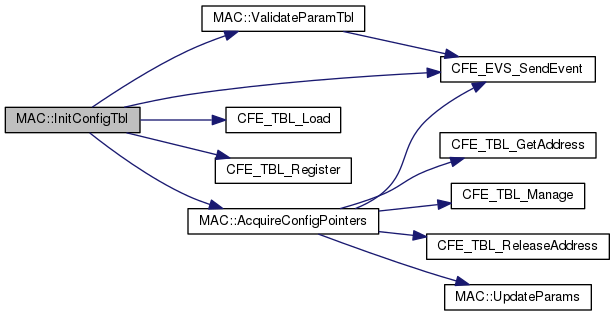 MAC::ValidateParamTbl
CFE_EVS_SendEvent
MAC::InitConfigTbl
CFE_TBL_Load
CFE_TBL_GetAddress
CFE_TBL_Register
CFE_TBL_Manage
MAC::AcquireConfigPointers
CFE_TBL_ReleaseAddress
MAC::UpdateParams